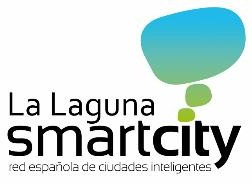 La Laguna
smartcity
red española de ciudades inteligentes